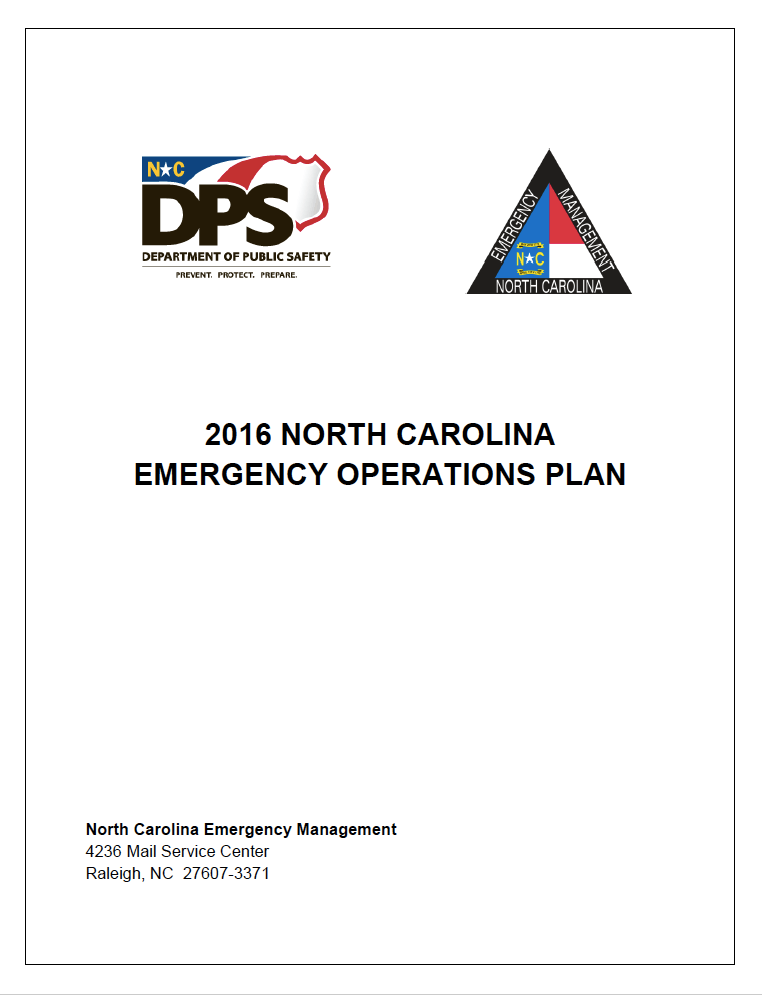 N★C
DPS
DEPARTMENT OF PUBLIC SAFETY
PREVENT. PROTECT. PREPARE.
EMERGENCY
MANAGEMENT
N★C
NORTH CAROLINA
2016 NORTH CAROLINA
EMERGENCY OPERATIONS PLAN
North Carolina Emergency Management
4236 Mail Service Center
Raleigh, NC 27607-3371